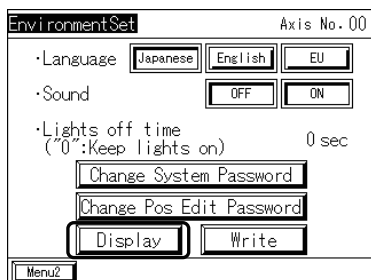 EnvironmentSet Axis No.00
・Language Japanese English EU
・Sound OFF ON
・Lights off time
("0":Keep lights on) 0 sec
Change System Password
Change Pos Edit Password
Display Write
Menu2